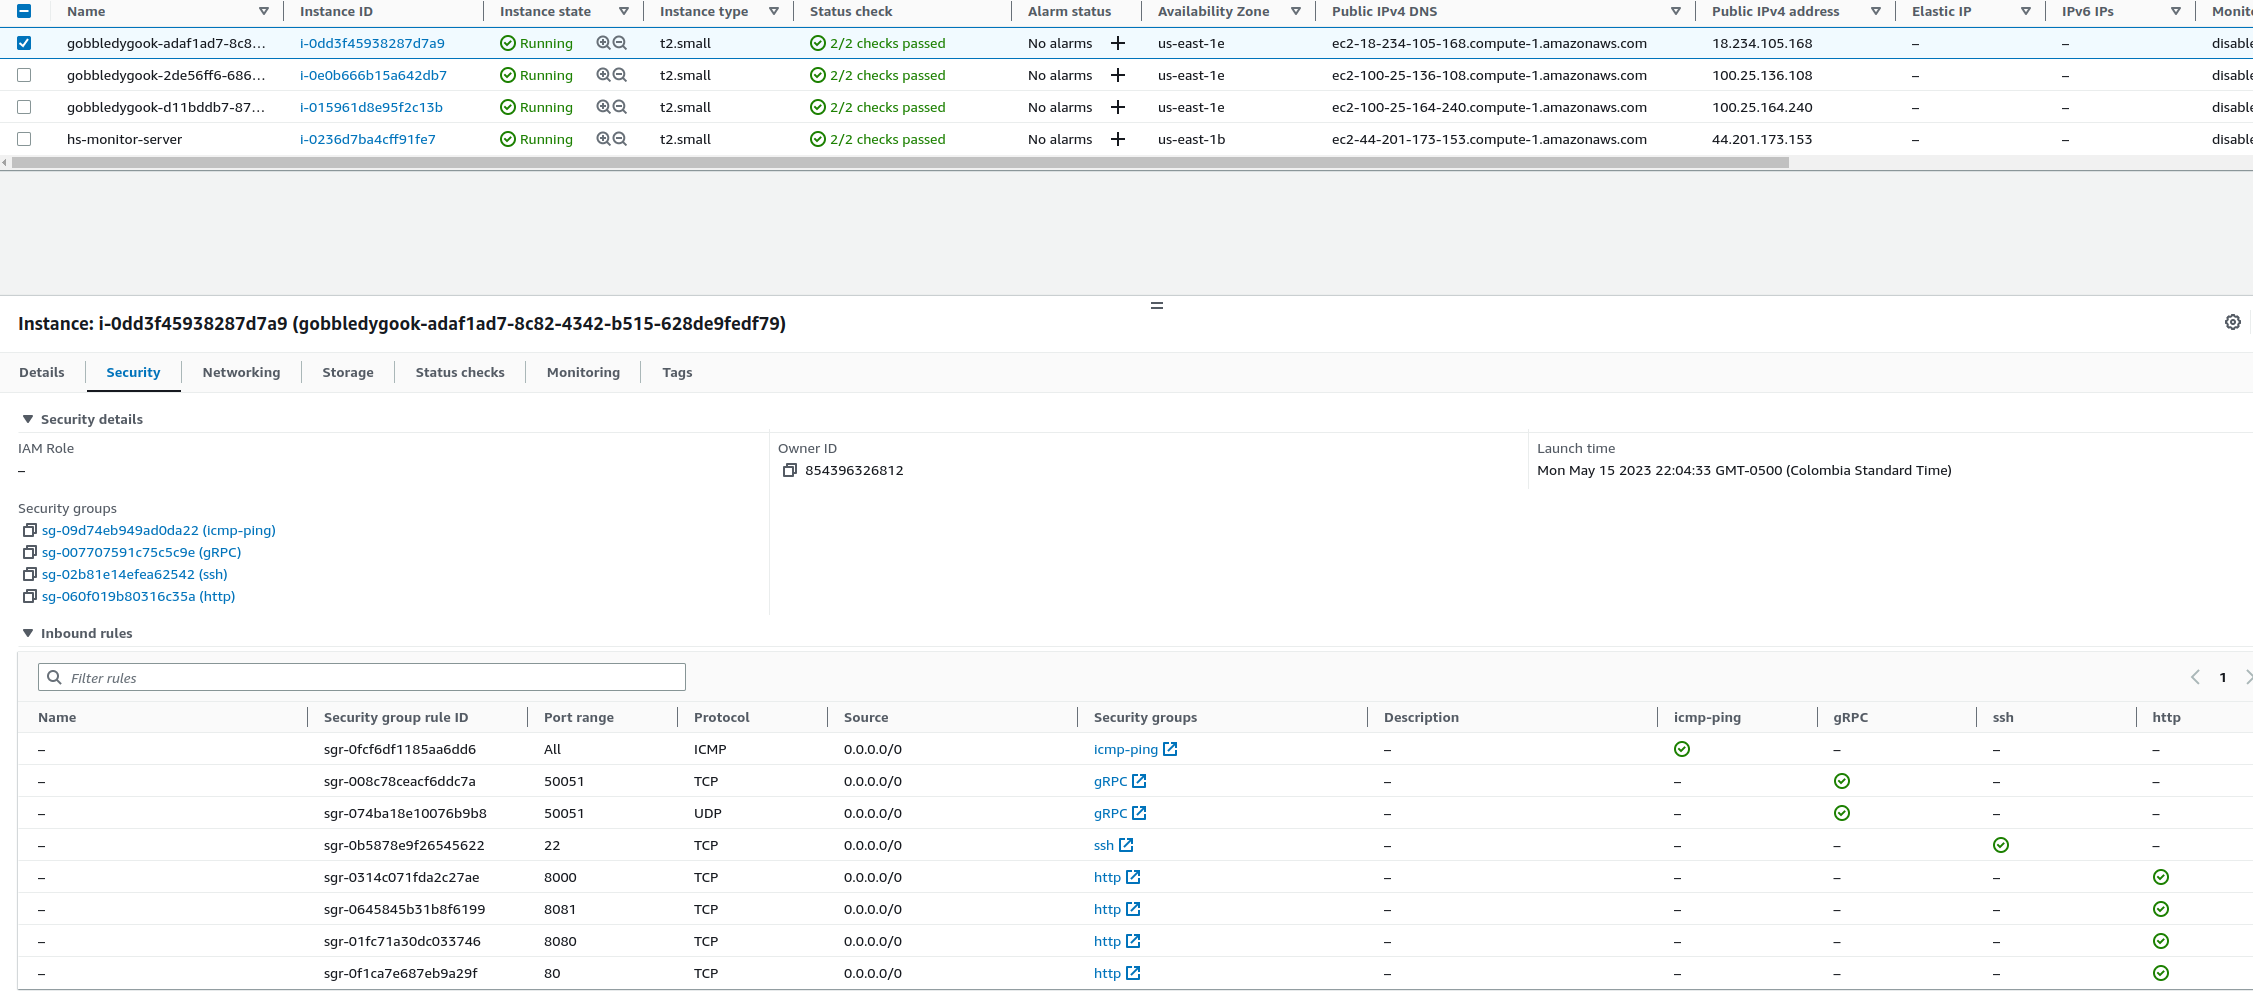 Name Instance ID Instance state Instance type Status check Alarm status Availability Zone Public IPv4 DNS Public IPv4 address Elastic IP IPv6 IPs Monito
gobbledygook-adaf1ad7-8c8... i-0dd3f45938287d7a9 Running t2.small 2/2 checks passed No alarms + us-east-1e ec2-18-234-105-168.compute-1.amazonaws.com 18.234.105.168 – – disable
gobbledygook-2de56ff6-686... i-0e0b666b15a642db7 Running t2.small 2/2 checks passed No alarms + us-east-1e ec2-100-25-136-108.compute-1.amazonaws.com 100.25.136.108 – – disable
gobbledygook-d11bddb7-87... i-015961d8e95f2c13b Running t2.small 2/2 checks passed No alarms + us-east-1e ec2-100-25-164-240.compute-1.amazonaws.com 100.25.164.240 – – disable
hs-monitor-server i-0236d7ba4cff91fe7 Running t2.small 2/2 checks passed No alarms + us-east-1b ec2-44-201-173-153.compute-1.amazonaws.com 44.201.173.153 – – disable
Instance: i-0dd3f45938287d7a9 (gobbledygook-adaf1ad7-8c82-4342-b515-628de9fedf79)
Details Security Networking Storage Status checks Monitoring Tags
Security details
IAM Role Owner ID Launch time
– 854396326812 Mon May 15 2023 22:04:33 GMT-0500 (Colombia Standard Time)
Security groups
sg-09d74eb949ad0da22 (icmp-ping)
sg-007707591c75c5c9e (gRPC)
sg-02b81e14efea62542 (ssh)
sg-060f019b80316c35a (http)
Inbound rules
Filter rules 1
Name Security group rule ID Port range Protocol Source Security groups Description icmp-ping gRPC ssh http
– sgr-0fcf6df1185aa6dd6 All ICMP 0.0.0.0/0 icmp-ping – – – –
– sgr-008c78ceacf6ddc7a 50051 TCP 0.0.0.0/0 gRPC – – – –
– sgr-074ba18e10076b9b8 50051 UDP 0.0.0.0/0 gRPC – – – –
– sgr-0b5878e9f26545622 22 TCP 0.0.0.0/0 ssh – – – –
– sgr-0314c071fda2c27ae 8000 TCP 0.0.0.0/0 http – – – –
– sgr-0645845b31b8f6199 8081 TCP 0.0.0.0/0 http – – – –
– sgr-01fc71a30dc033746 8080 TCP 0.0.0.0/0 http – – – –
– sgr-0f1ca7e687eb9a29f 80 TCP 0.0.0.0/0 http – – – –